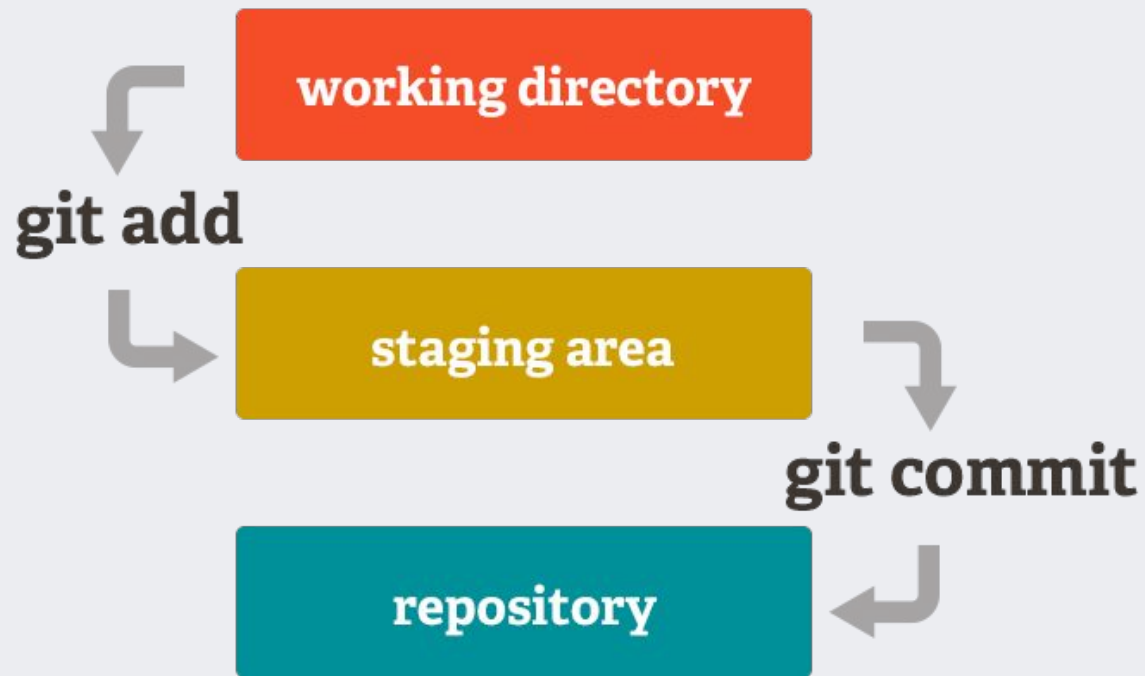 working directory
git add
staging area
git commit
repository